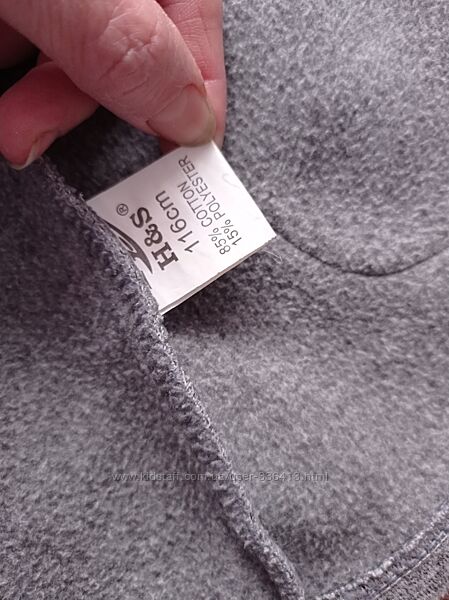 H&S®
116cm
85% COTTON
15% POLYESTER
www.kidstaff.com.ua/user-836413.html